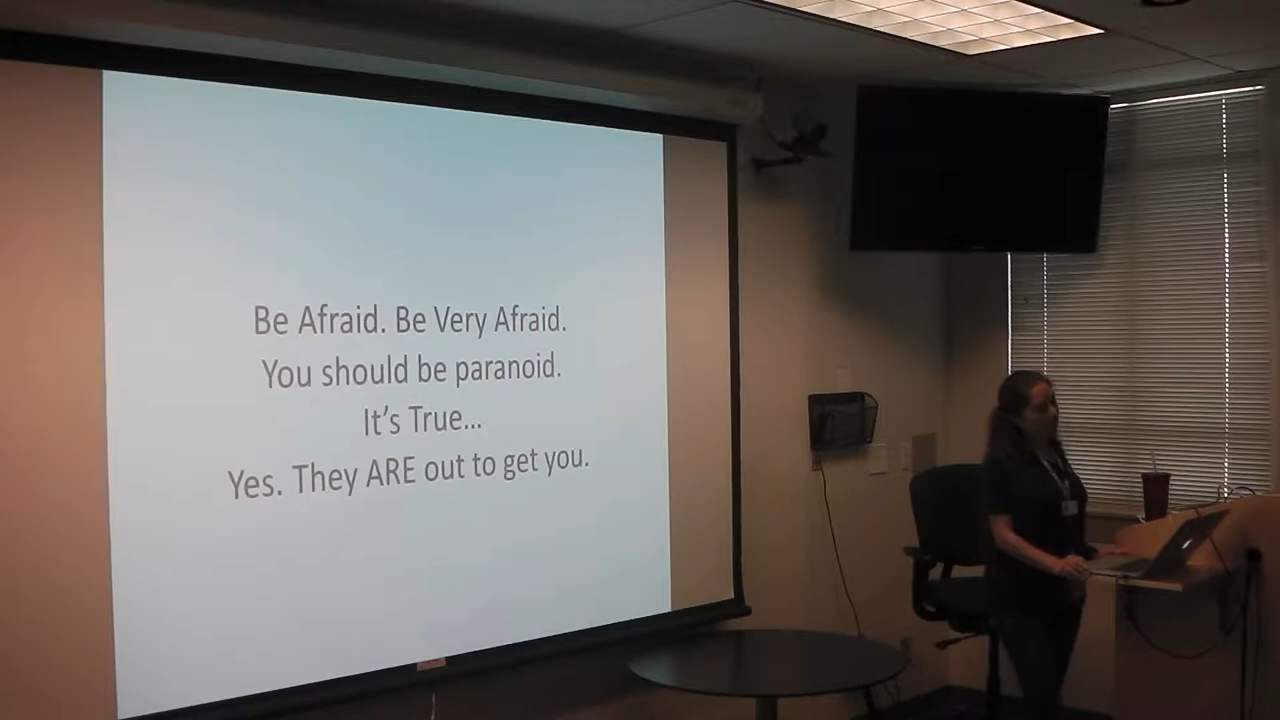 Be Afraid. Be Very Afraid.
You should be paranoid.
It's True...
Yes. They ARE out to get you.